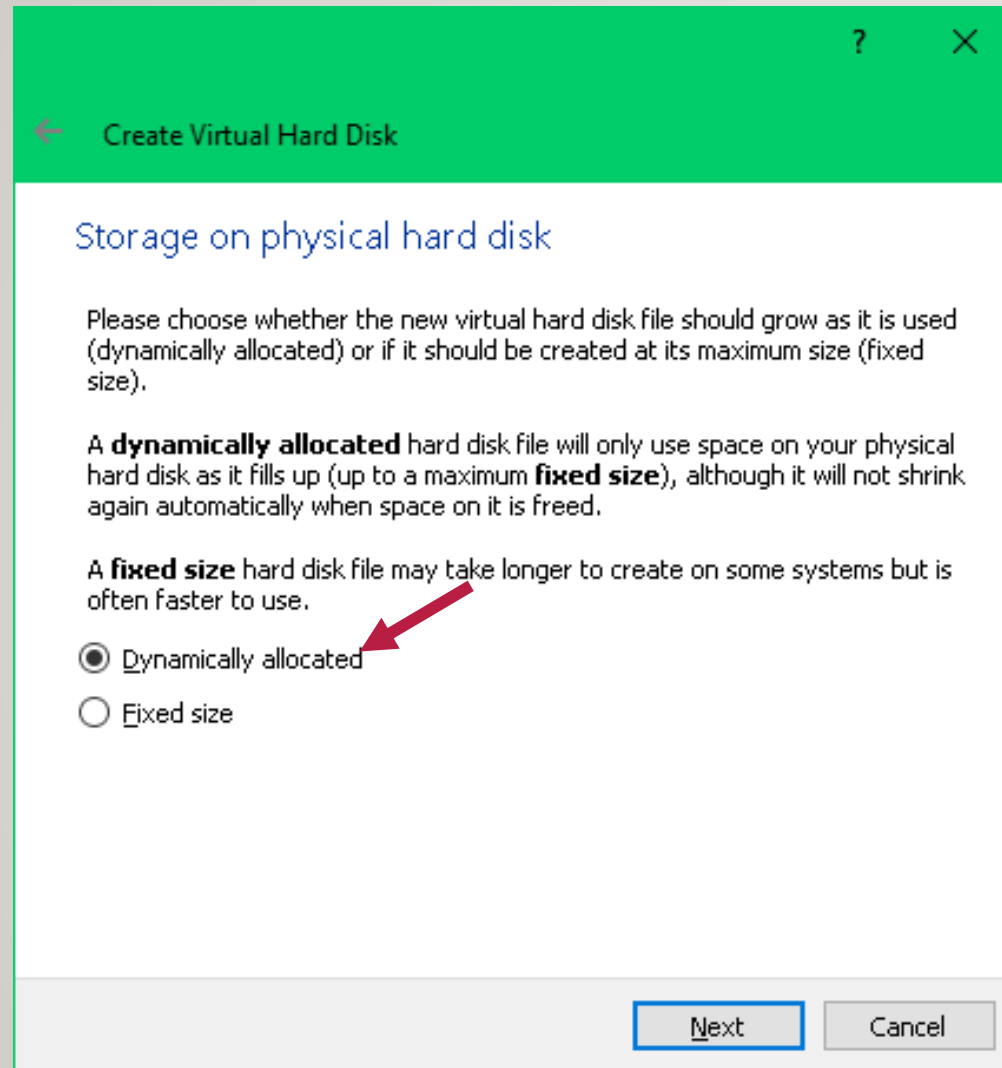 ?
Create Virtual Hard Disk
Storage on physical hard disk
Please choose whether the new virtual hard disk file should grow as it is used
(dynamically allocated) or if it should be created at its maximum size (fixed
size).
A dynamically allocated hard disk file will only use space on your physical
hard disk as it fills up (up to a maximum fixed size), although it will not shrink
again automatically when space on it is freed.
A fixed size hard disk file may take longer to create on some systems but is
often faster to use.
Dynamically allocated
Fixed size
Next Cancel